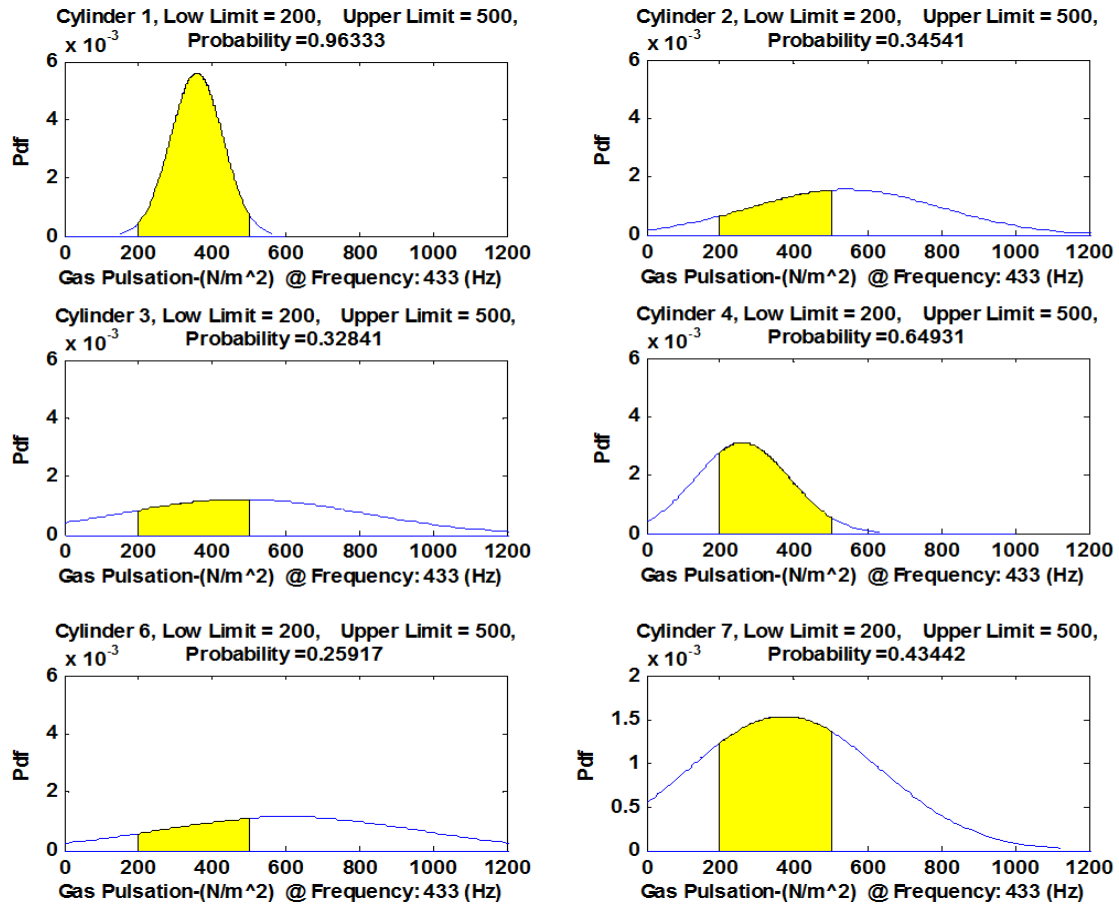 Cylinder 1, Low Limit = 200,    Upper Limit = 500,
Probability =0.96333
x 10^-3
6
4
2
0
Pdf
0 200 400 600 800 1000 1200
Gas Pulsation-(N/m^2)  @ Frequency: 433 (Hz)
Cylinder 2, Low Limit = 200,    Upper Limit = 500,
Probability =0.34541
x 10^-3
6
4
2
0
Pdf
0 200 400 600 800 1000 1200
Gas Pulsation-(N/m^2)  @ Frequency: 433 (Hz)
Cylinder 3, Low Limit = 200,    Upper Limit = 500,
Probability =0.32841
x 10^-3
6
4
2
0
Pdf
0 200 400 600 800 1000 1200
Gas Pulsation-(N/m^2)  @ Frequency: 433 (Hz)
Cylinder 4, Low Limit = 200,    Upper Limit = 500,
Probability =0.64931
x 10^-3
6
4
2
0
Pdf
0 200 400 600 800 1000 1200
Gas Pulsation-(N/m^2)  @ Frequency: 433 (Hz)
Cylinder 6, Low Limit = 200,    Upper Limit = 500,
Probability =0.25917
x 10^-3
6
4
2
0
Pdf
0 200 400 600 800 1000 1200
Gas Pulsation-(N/m^2)  @ Frequency: 433 (Hz)
Cylinder 7, Low Limit = 200,    Upper Limit = 500,
Probability =0.43442
x 10^-3
2
1.5
1
0.5
0
Pdf
0 200 400 600 800 1000 1200
Gas Pulsation-(N/m^2)  @ Frequency: 433 (Hz)